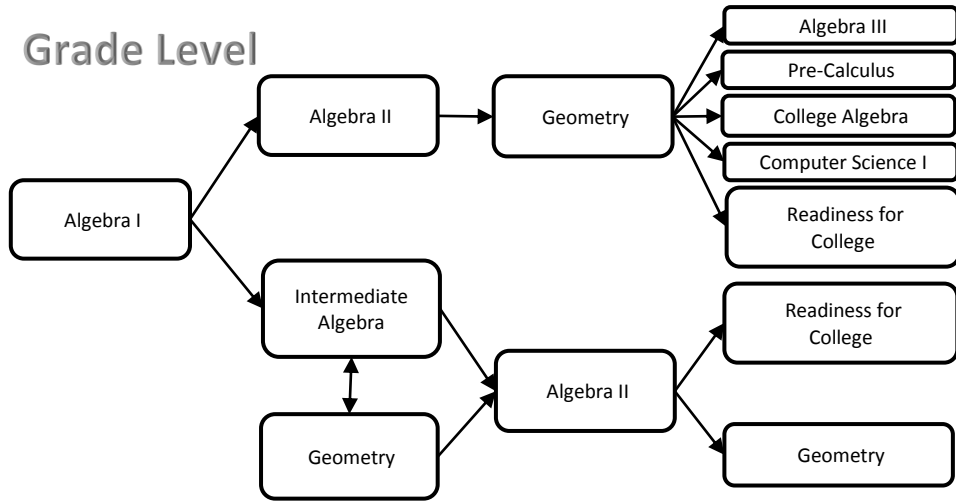 Grade Level
Algebra I
Algebra II
Geometry
Algebra III
Pre-Calculus
College Algebra
Computer Science I
Readiness for
College
Intermediate
Algebra
Geometry
Algebra II
Readiness for
College
Geometry